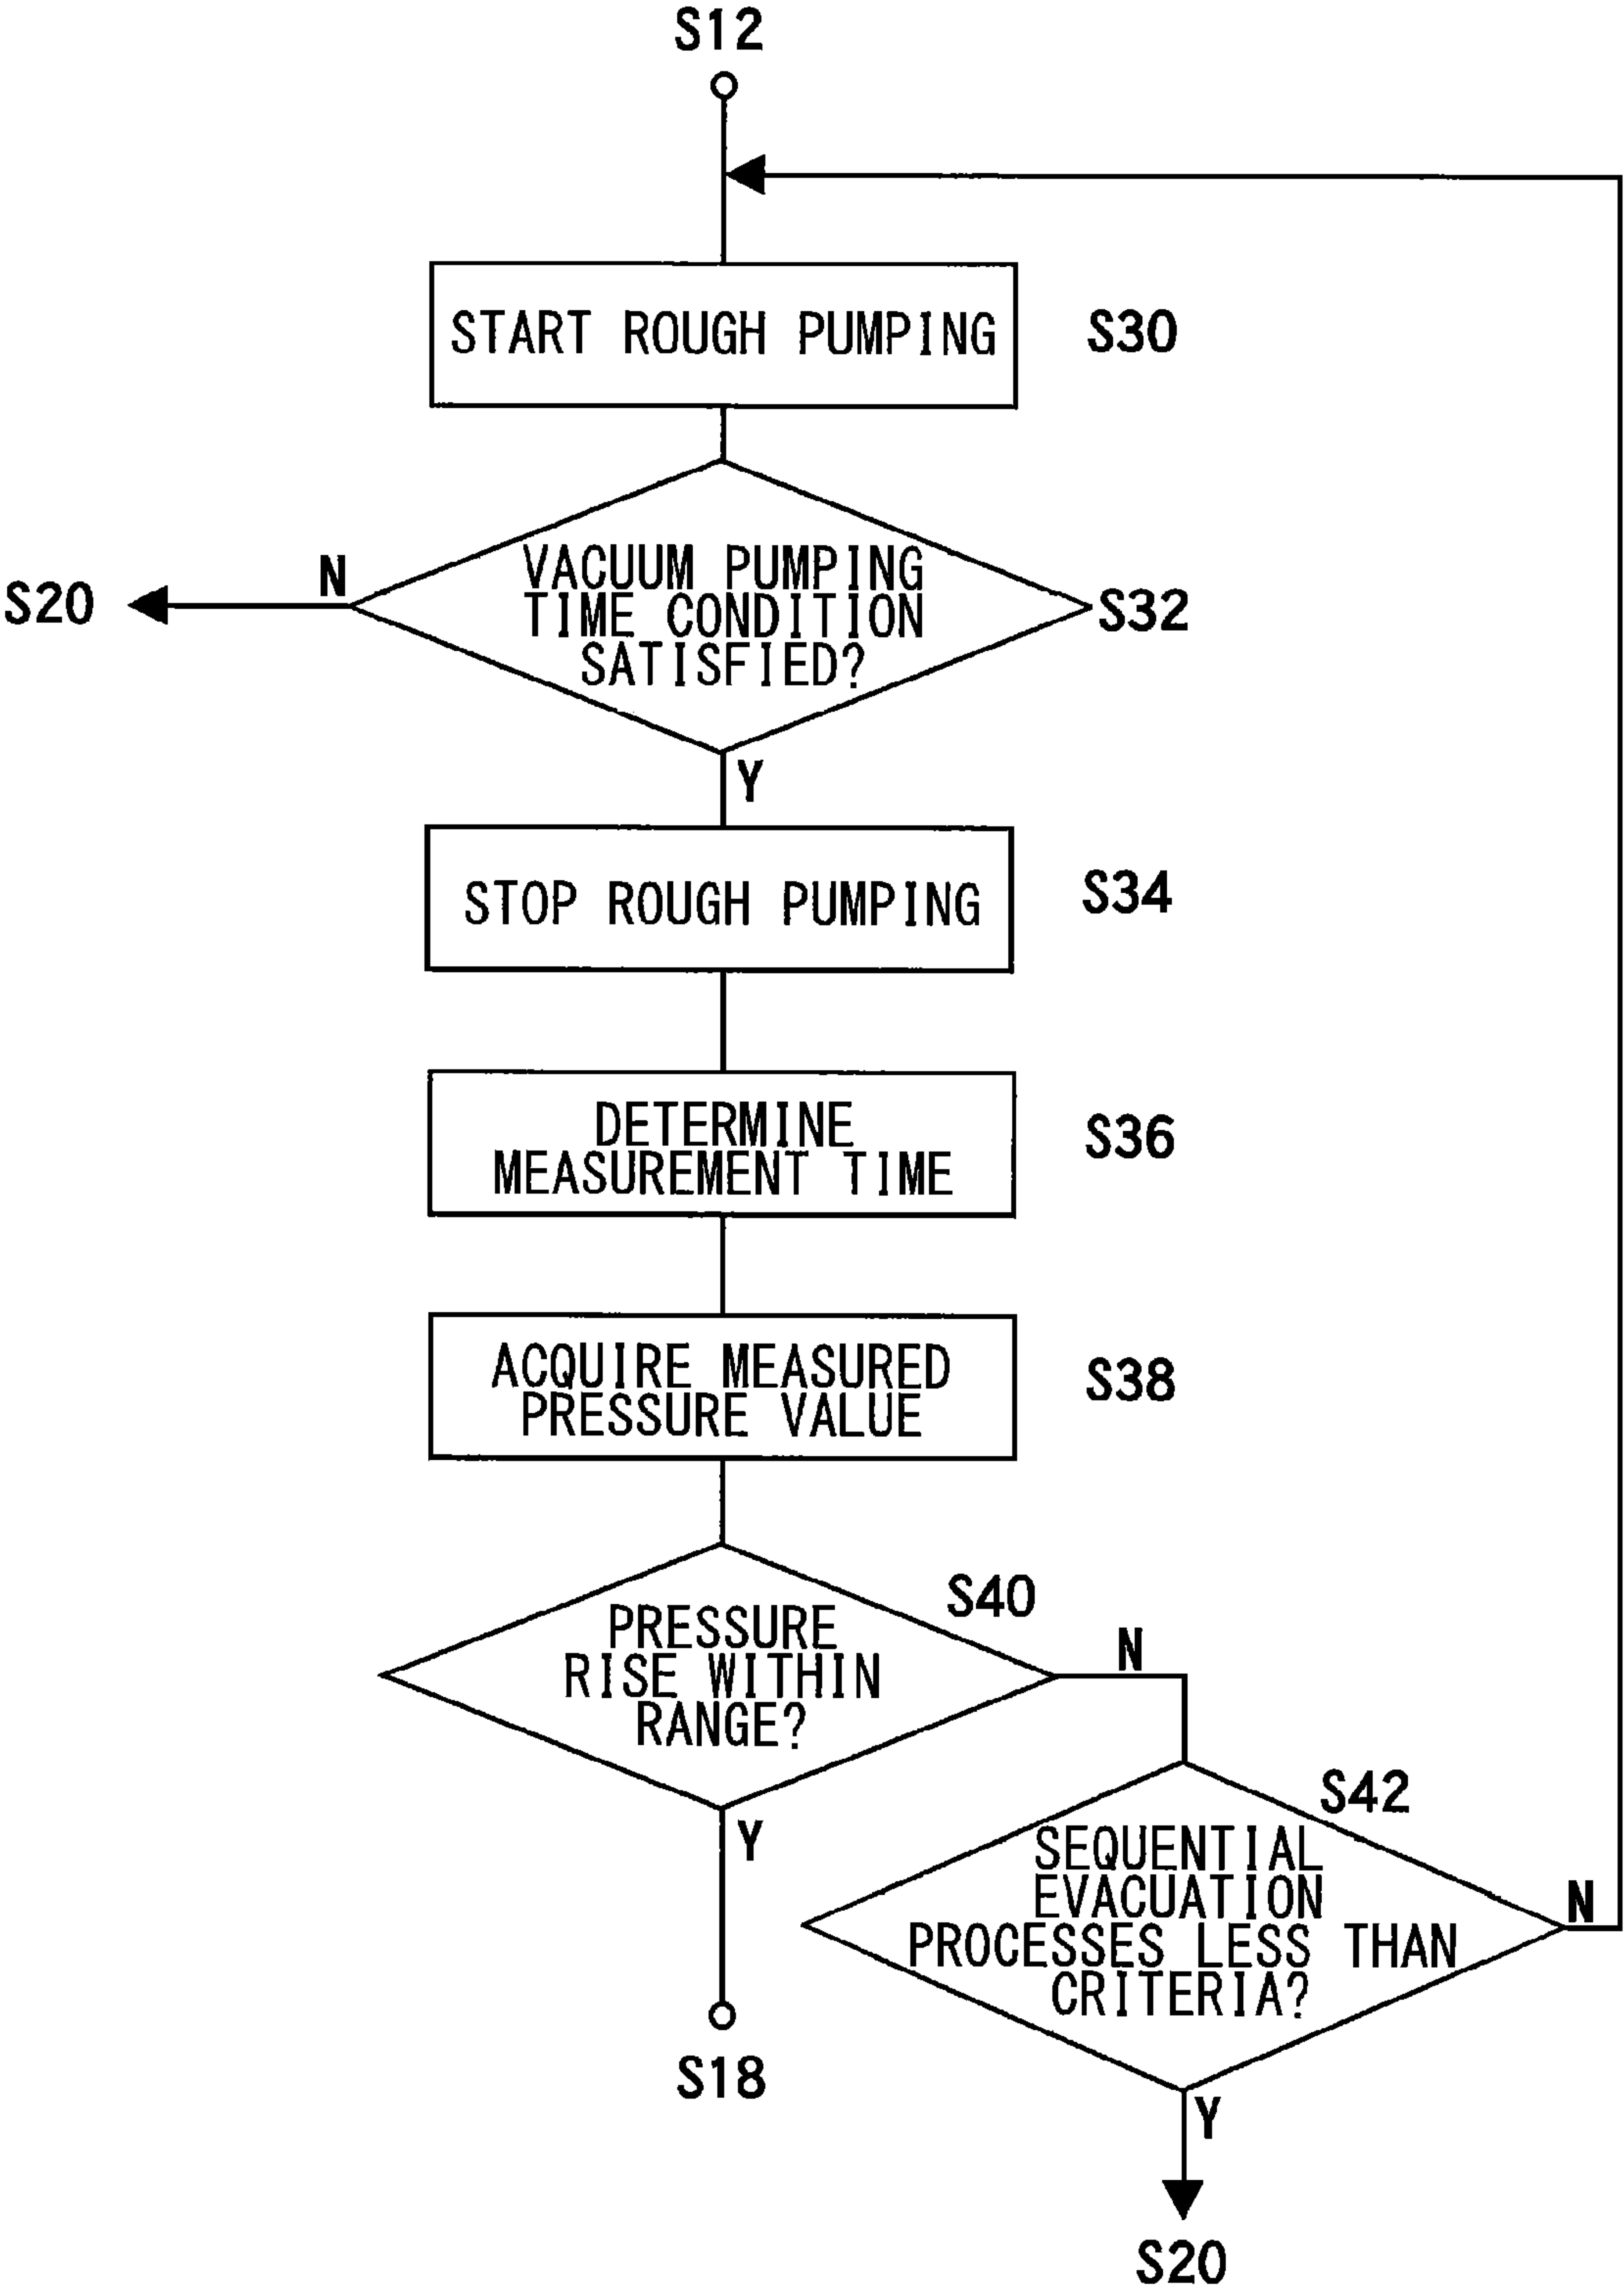 S12
START ROUGH PUMPING
S30
N
S20
VACUUM PUMPING
TIME CONDITION
SATISFIED?
S32
Y
STOP ROUGH PUMPING
S34
DETERMINE
MEASUREMENT TIME
S36
ACQUIRE MEASURED
PRESSURE VALUE
S38
PRESSURE
RISE WITHIN
RANGE?
S40
N
Y
S42
SEQUENTIAL
EVACUATION
PROCESSES LESS THAN
CRITERIA?
N
S18
Y
S20